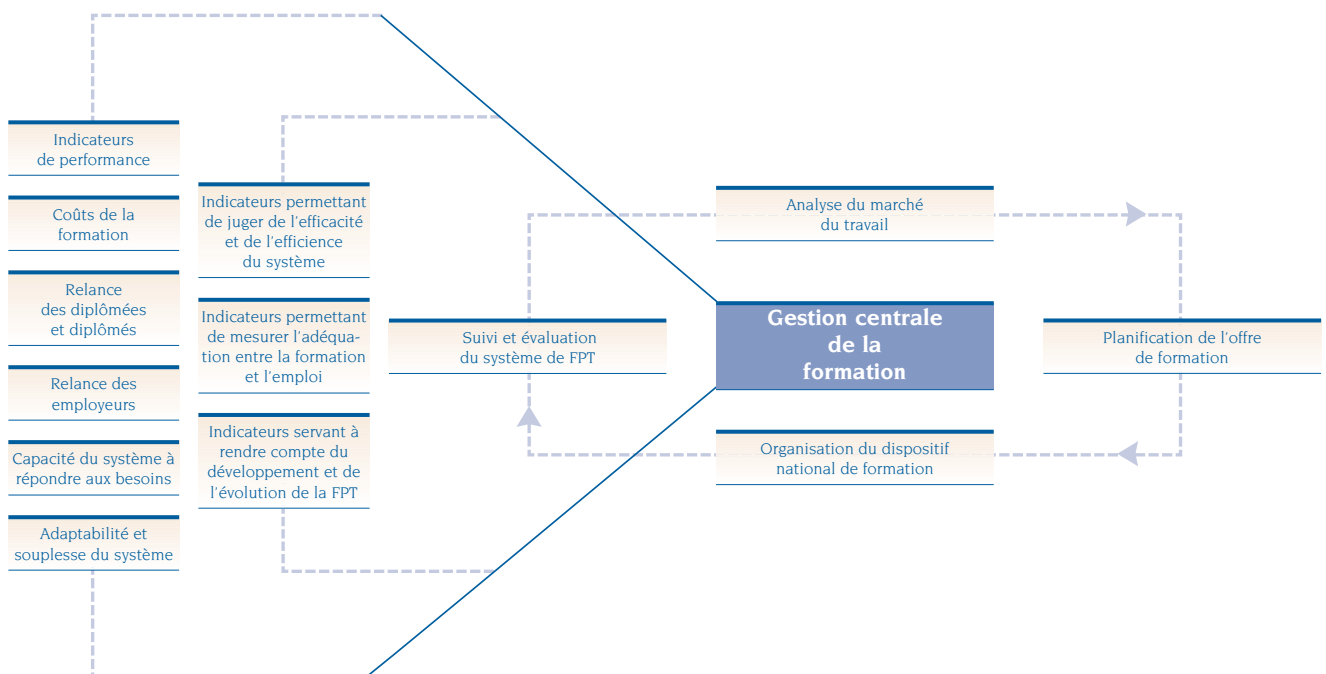 Indicateurs
de performance
Coûts de la
formation
Relance
des diplômées
et diplômés
Relance des
employeurs
Capacité du système à
répondre aux besoins
Adaptabilité et
souplesse du système
Indicateurs permettant
de juger de l'efficacité
et de l'efficience
du système
Indicateurs permettant
de mesurer l'adéqua-
tion entre la formation
et l'emploi
Indicateurs servant à
rendre compte du
développement et de
l'évolution de la FPT
Suivi et évaluation
du système de FPT
Analyse du marché
du travail
Gestion centrale
de la
formation
Organisation du dispositif
national de formation
Planification de l'offre
de formation